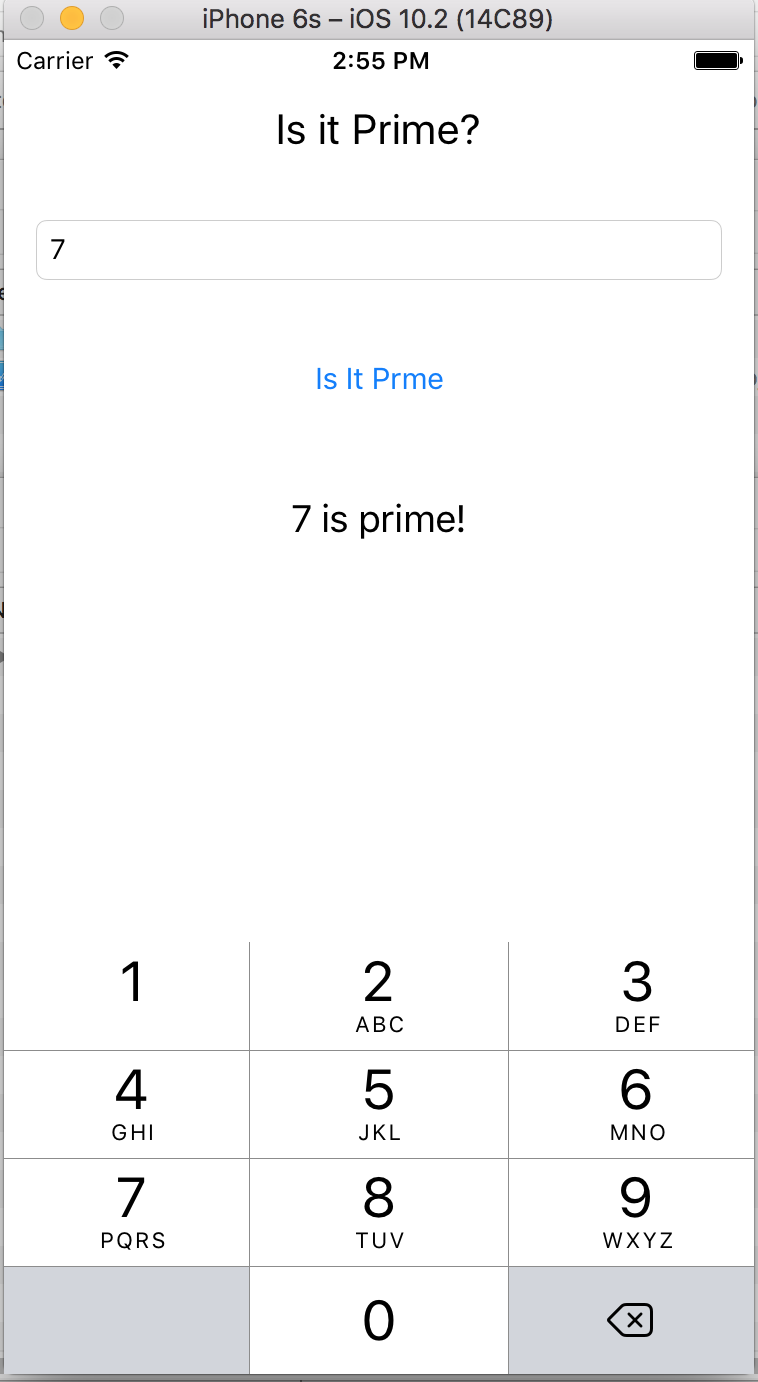 iPhone 6s – iOS 10.2 (14C89)
Carrier 2:55 PM
Is it Prime?
7
Is It Prme
7 is prime!
1 2 3
ABC DEF
4 5 6
GHI JKL MNO
7 8 9
PQRS TUV WXYZ
0